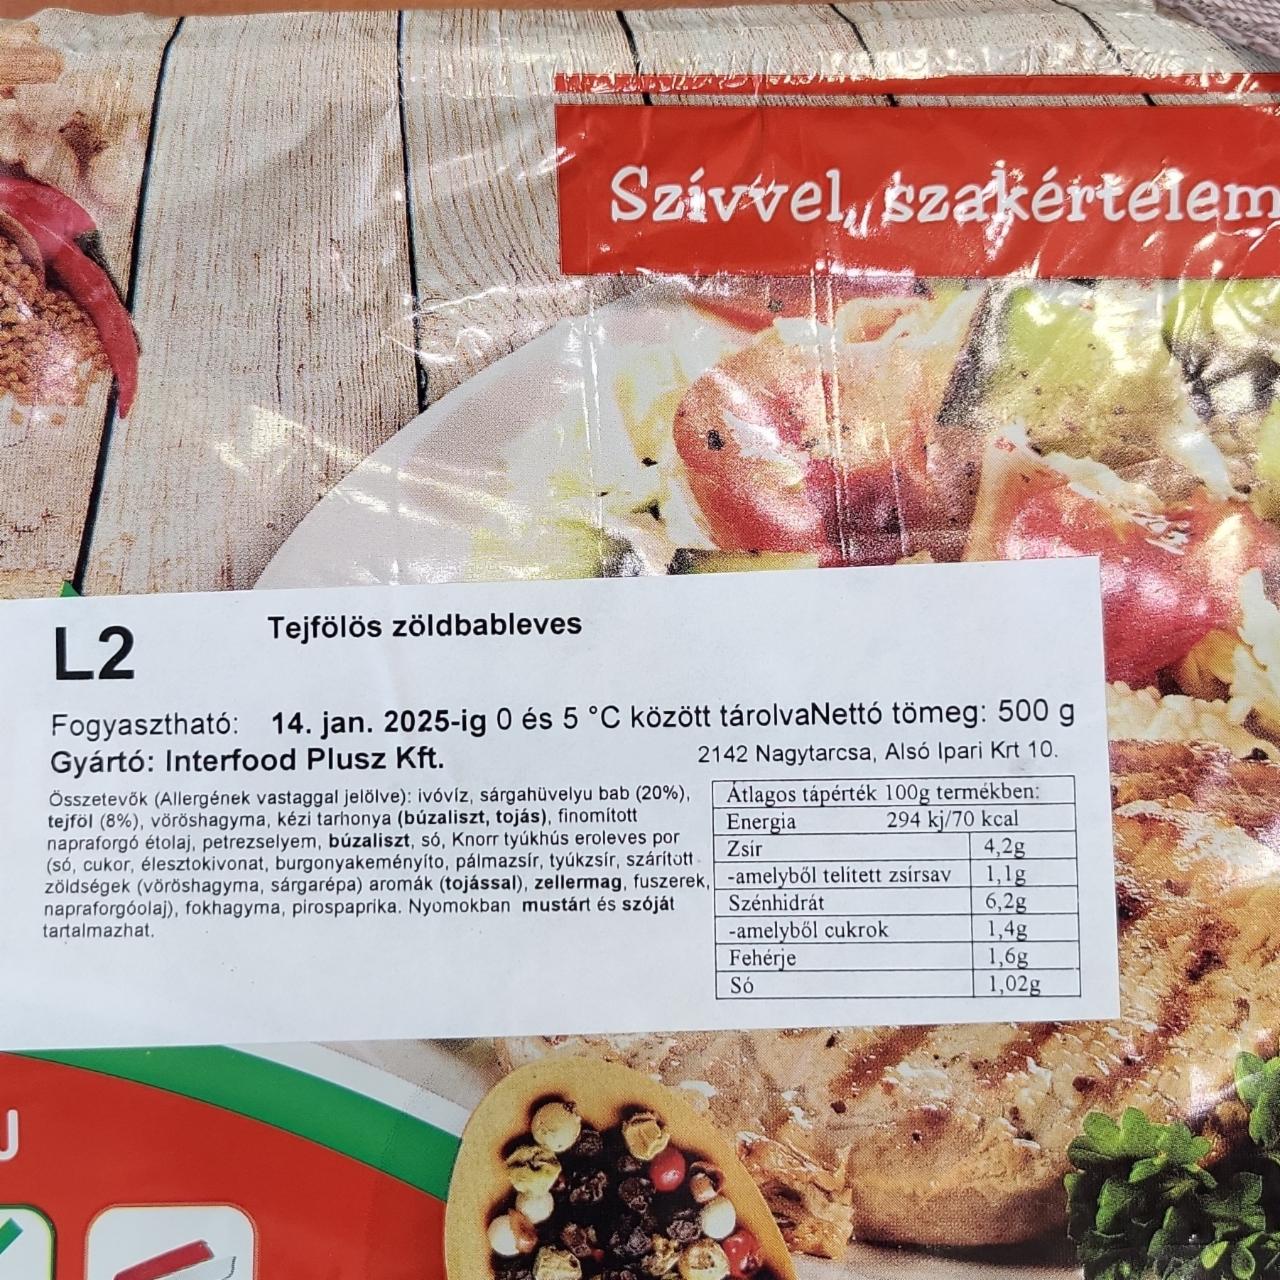 Szívvel, szakértelem
L2
Tejfölös zöldbableves
Fogyasztható: 14. jan. 2025-ig 0 és 5 °C között tárolvaNettó tömeg: 500 g
Gyártó: Interfood Plusz Kft. 2142 Nagytarcsa, Alsó Ipari Krt 10.
Összetevők (Allergének vastaggal jelölve): ivóvíz, sárgahüvelyu bab (20%),
tejföl (8%), vöröshagyma, kézi tarhonya (búzaliszt, tojás), finomított
napraforgó étolaj, petrezselyem, búzaliszt, só, Knorr tyúkhús eroleves por
(só, cukor, élesztokivonat, burgonyakeményíto, pálmazsír, tyúkzsír, szárított
zöldségek (vöröshagyma, sárgarépa) aromák (tojással), zellermag, fuszerek,
napraforgóolaj), fokhagyma, pirospaprika. Nyomokban mustárt és szóját
tartalmazhat.
Átlagos tápérték 100g termékben:
Energia 294 kj/70 kcal
Zsír 4,2g
-amelyből telített zsírsav 1,1g
Szénhidrát 6,2g
-amelyből cukrok 1,4g
Fehérje 1,6g
Só 1,02g